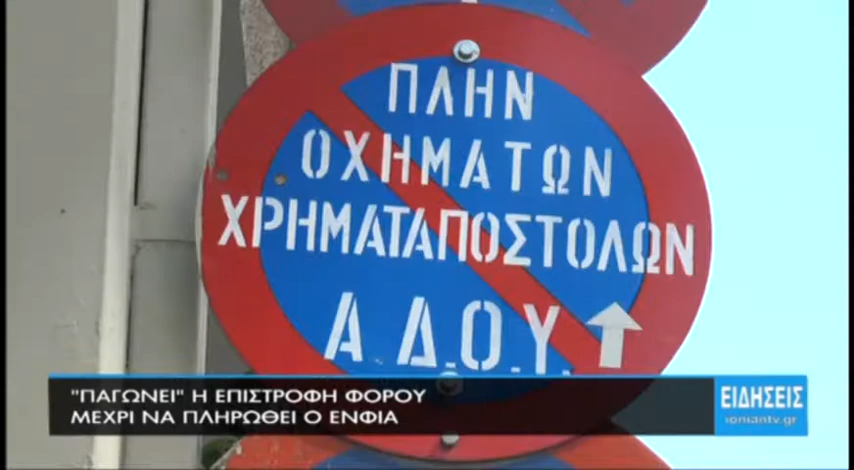 ΠΛΗΝ
ΟΧΗΜΑΤΩΝ
ΧΡΗΜΑΤΑΠΟΣΤΟΛΩΝ
Α.Δ.Ο.Υ.
"ΠΑΓΩΝΕΙ" Η ΕΠΙΣΤΡΟΦΗ ΦΟΡΟΥ
ΜΕΧΡΙ ΝΑ ΠΛΗΡΩΘΕΙ Ο ΕΝΦΙΑ
ΕΙΔΗΣΕΙΣ
ioniantv.gr